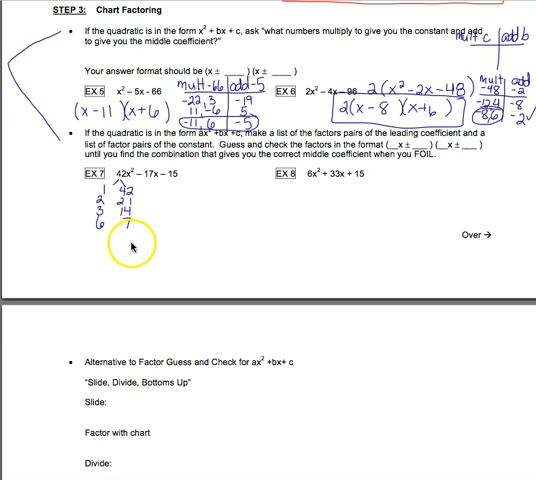 STEP 3: Chart Factoring
• If the quadratic is in the form x² + bx + c, ask "what numbers multiply to give you the constant and add
to give you the middle coefficient?"
mult c | add b
Your answer format should be (x ± ____ )(x ± ____ )
EX 5 x² – 5x - 66
(x - 11)(x + 6)
mult -66 | add -5
-22, 3 | -19
11, -6 | 5
-11, 6 | -5
EX 6 2x² – 4x – 96
2(x² - 2x - 48)
2(x - 8)(x + 6)
mult -48 | add -2
-8
-8,6 | -2 ✓
• If the quadratic is in the form ax² +bx +c, make a list of the factors pairs of the leading coefficient and a
list of factor pairs of the constant. Guess and check the factors in the format (__x ± ___ ) (__x ± ___ )
until you find the combination that gives you the correct middle coefficient when you FOIL.
EX 7 42x² – 17x – 15
1 42
2 21
3 14
6 7
EX 8 6x² + 33x + 15
Over →
• Alternative to Factor Guess and Check for ax² +bx+ c
"Slide, Divide, Bottoms Up"
Slide:
Factor with chart
Divide: